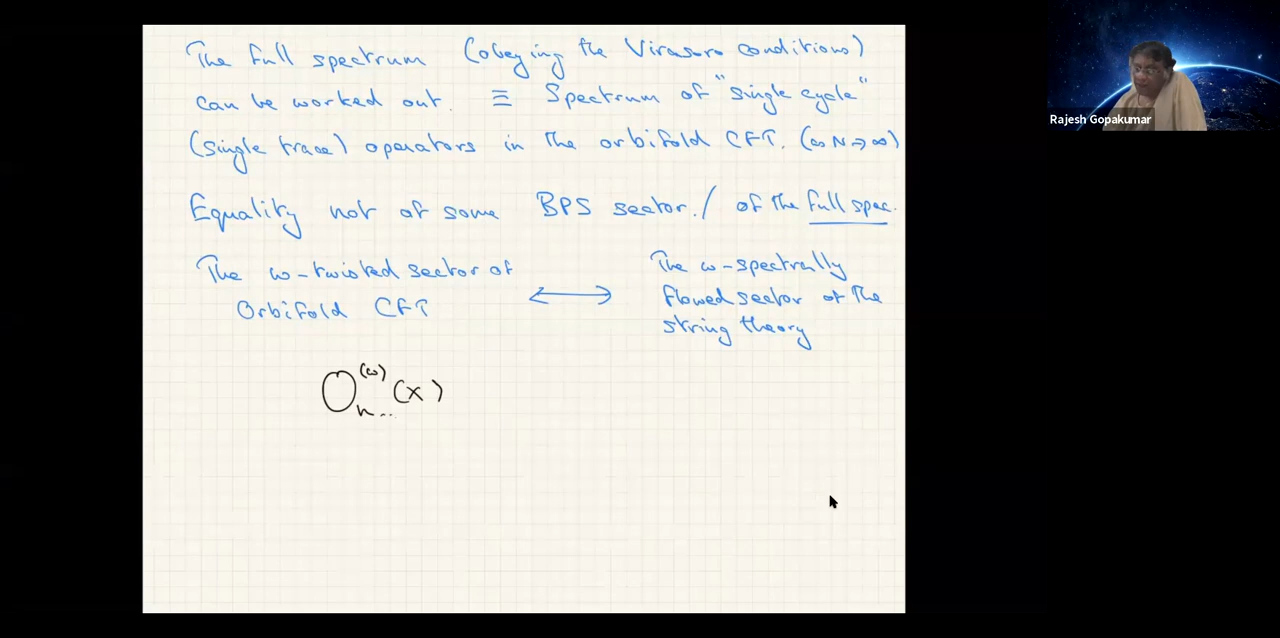 The full spectrum (obeying the Virasoro conditions)
can be worked out. ≡ Spectrum of "single cycle"
(single trace) operators in the orbifold CFT. (as N→∞)
Equality not of some BPS sector / of the full spec.
The w-twisted sector of
Orbifold CFT
⟷
The w-spectrally
flowed sector of the
string theory
O^{(w)}_{h...}(x)
Rajesh Gopakumar